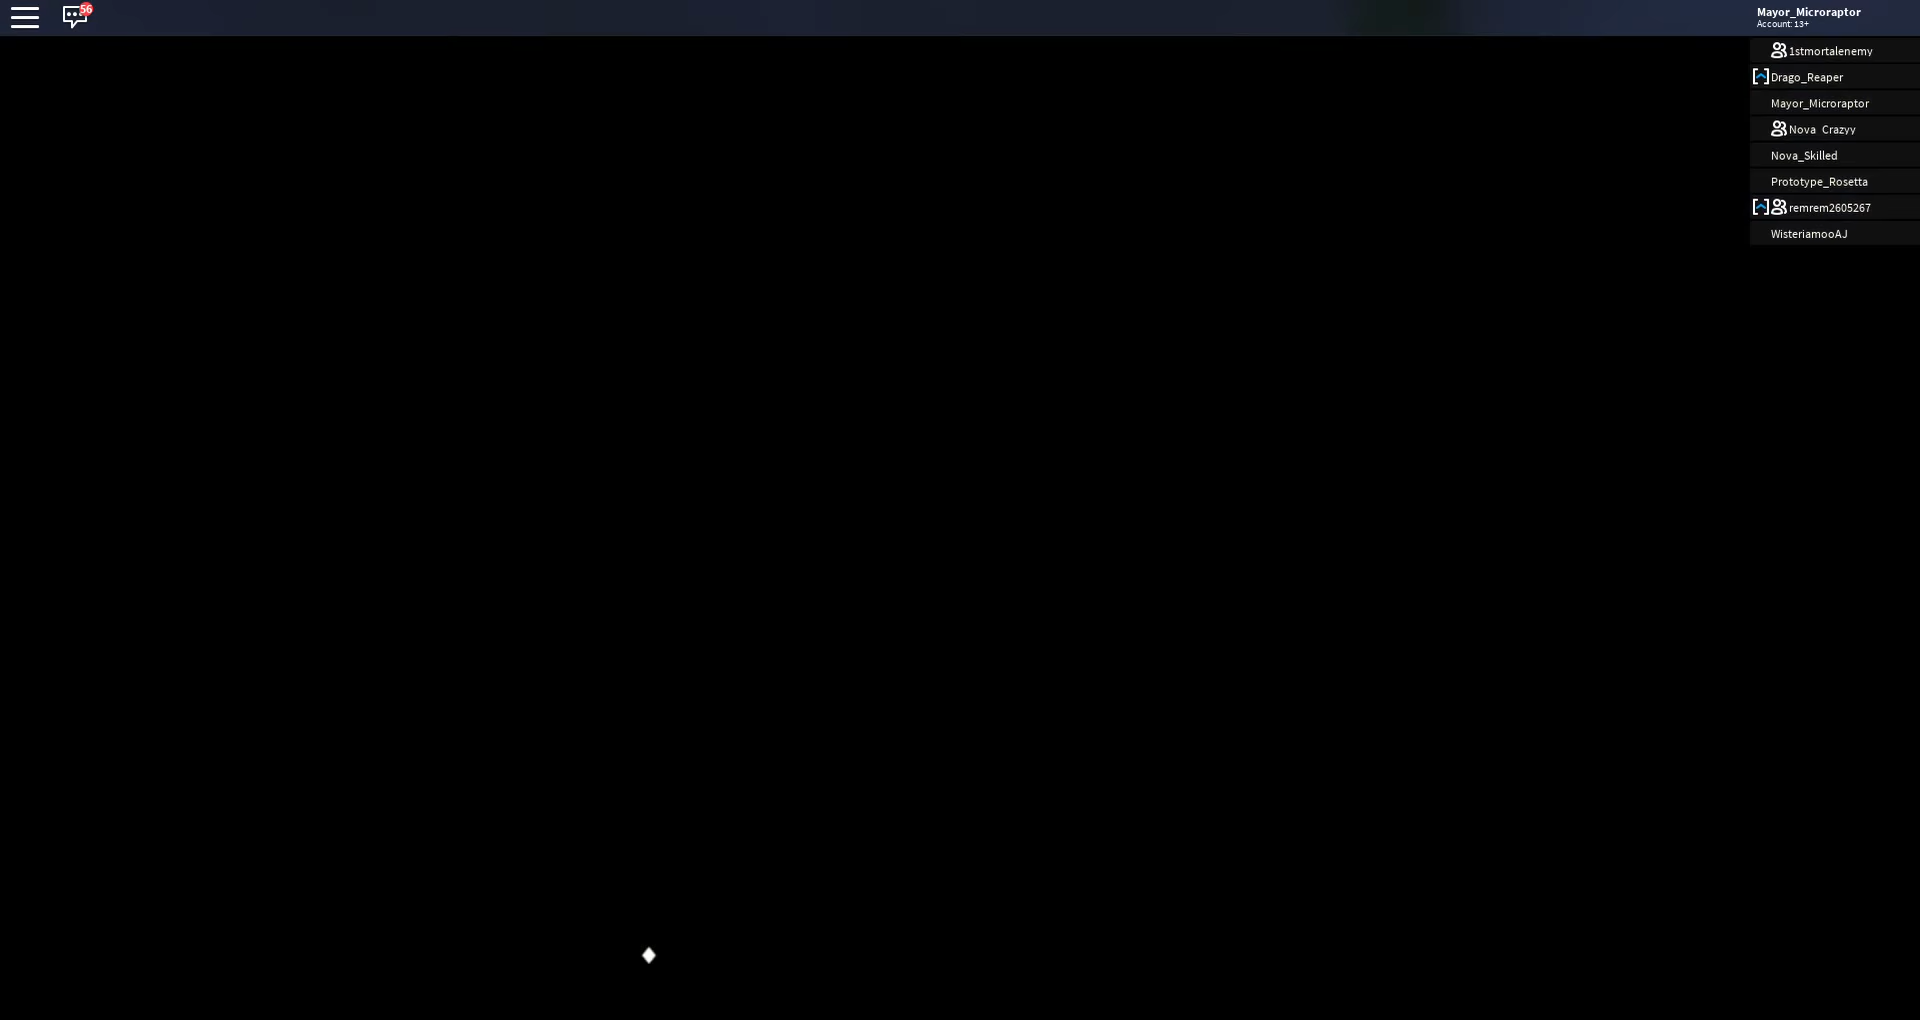 56
Mayor_Microraptor
Account: 13+
1stmortalenemy
Drago_Reaper
Mayor_Microraptor
Nova_Crazyy
Nova_Skilled
Prototype_Rosetta
remrem2605267
WisteriamooAJ